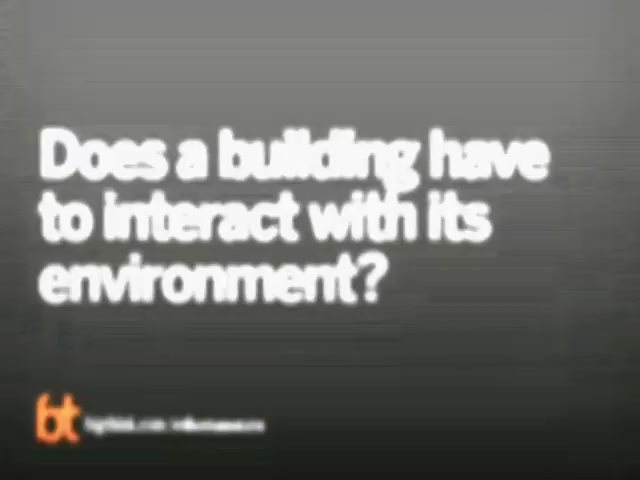 Does a building have
to interact with its
environment?
bt